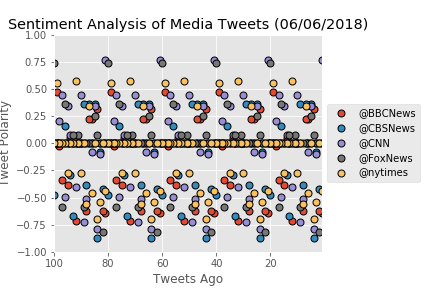 Sentiment Analysis of Media Tweets (06/06/2018)
1.00
0.75
0.50
0.25
0.00
−0.25
−0.50
−0.75
−1.00
Tweet Polarity
100
80
60
40
20
Tweets Ago
@BBCNews
@CBSNews
@CNN
@FoxNews
@nytimes